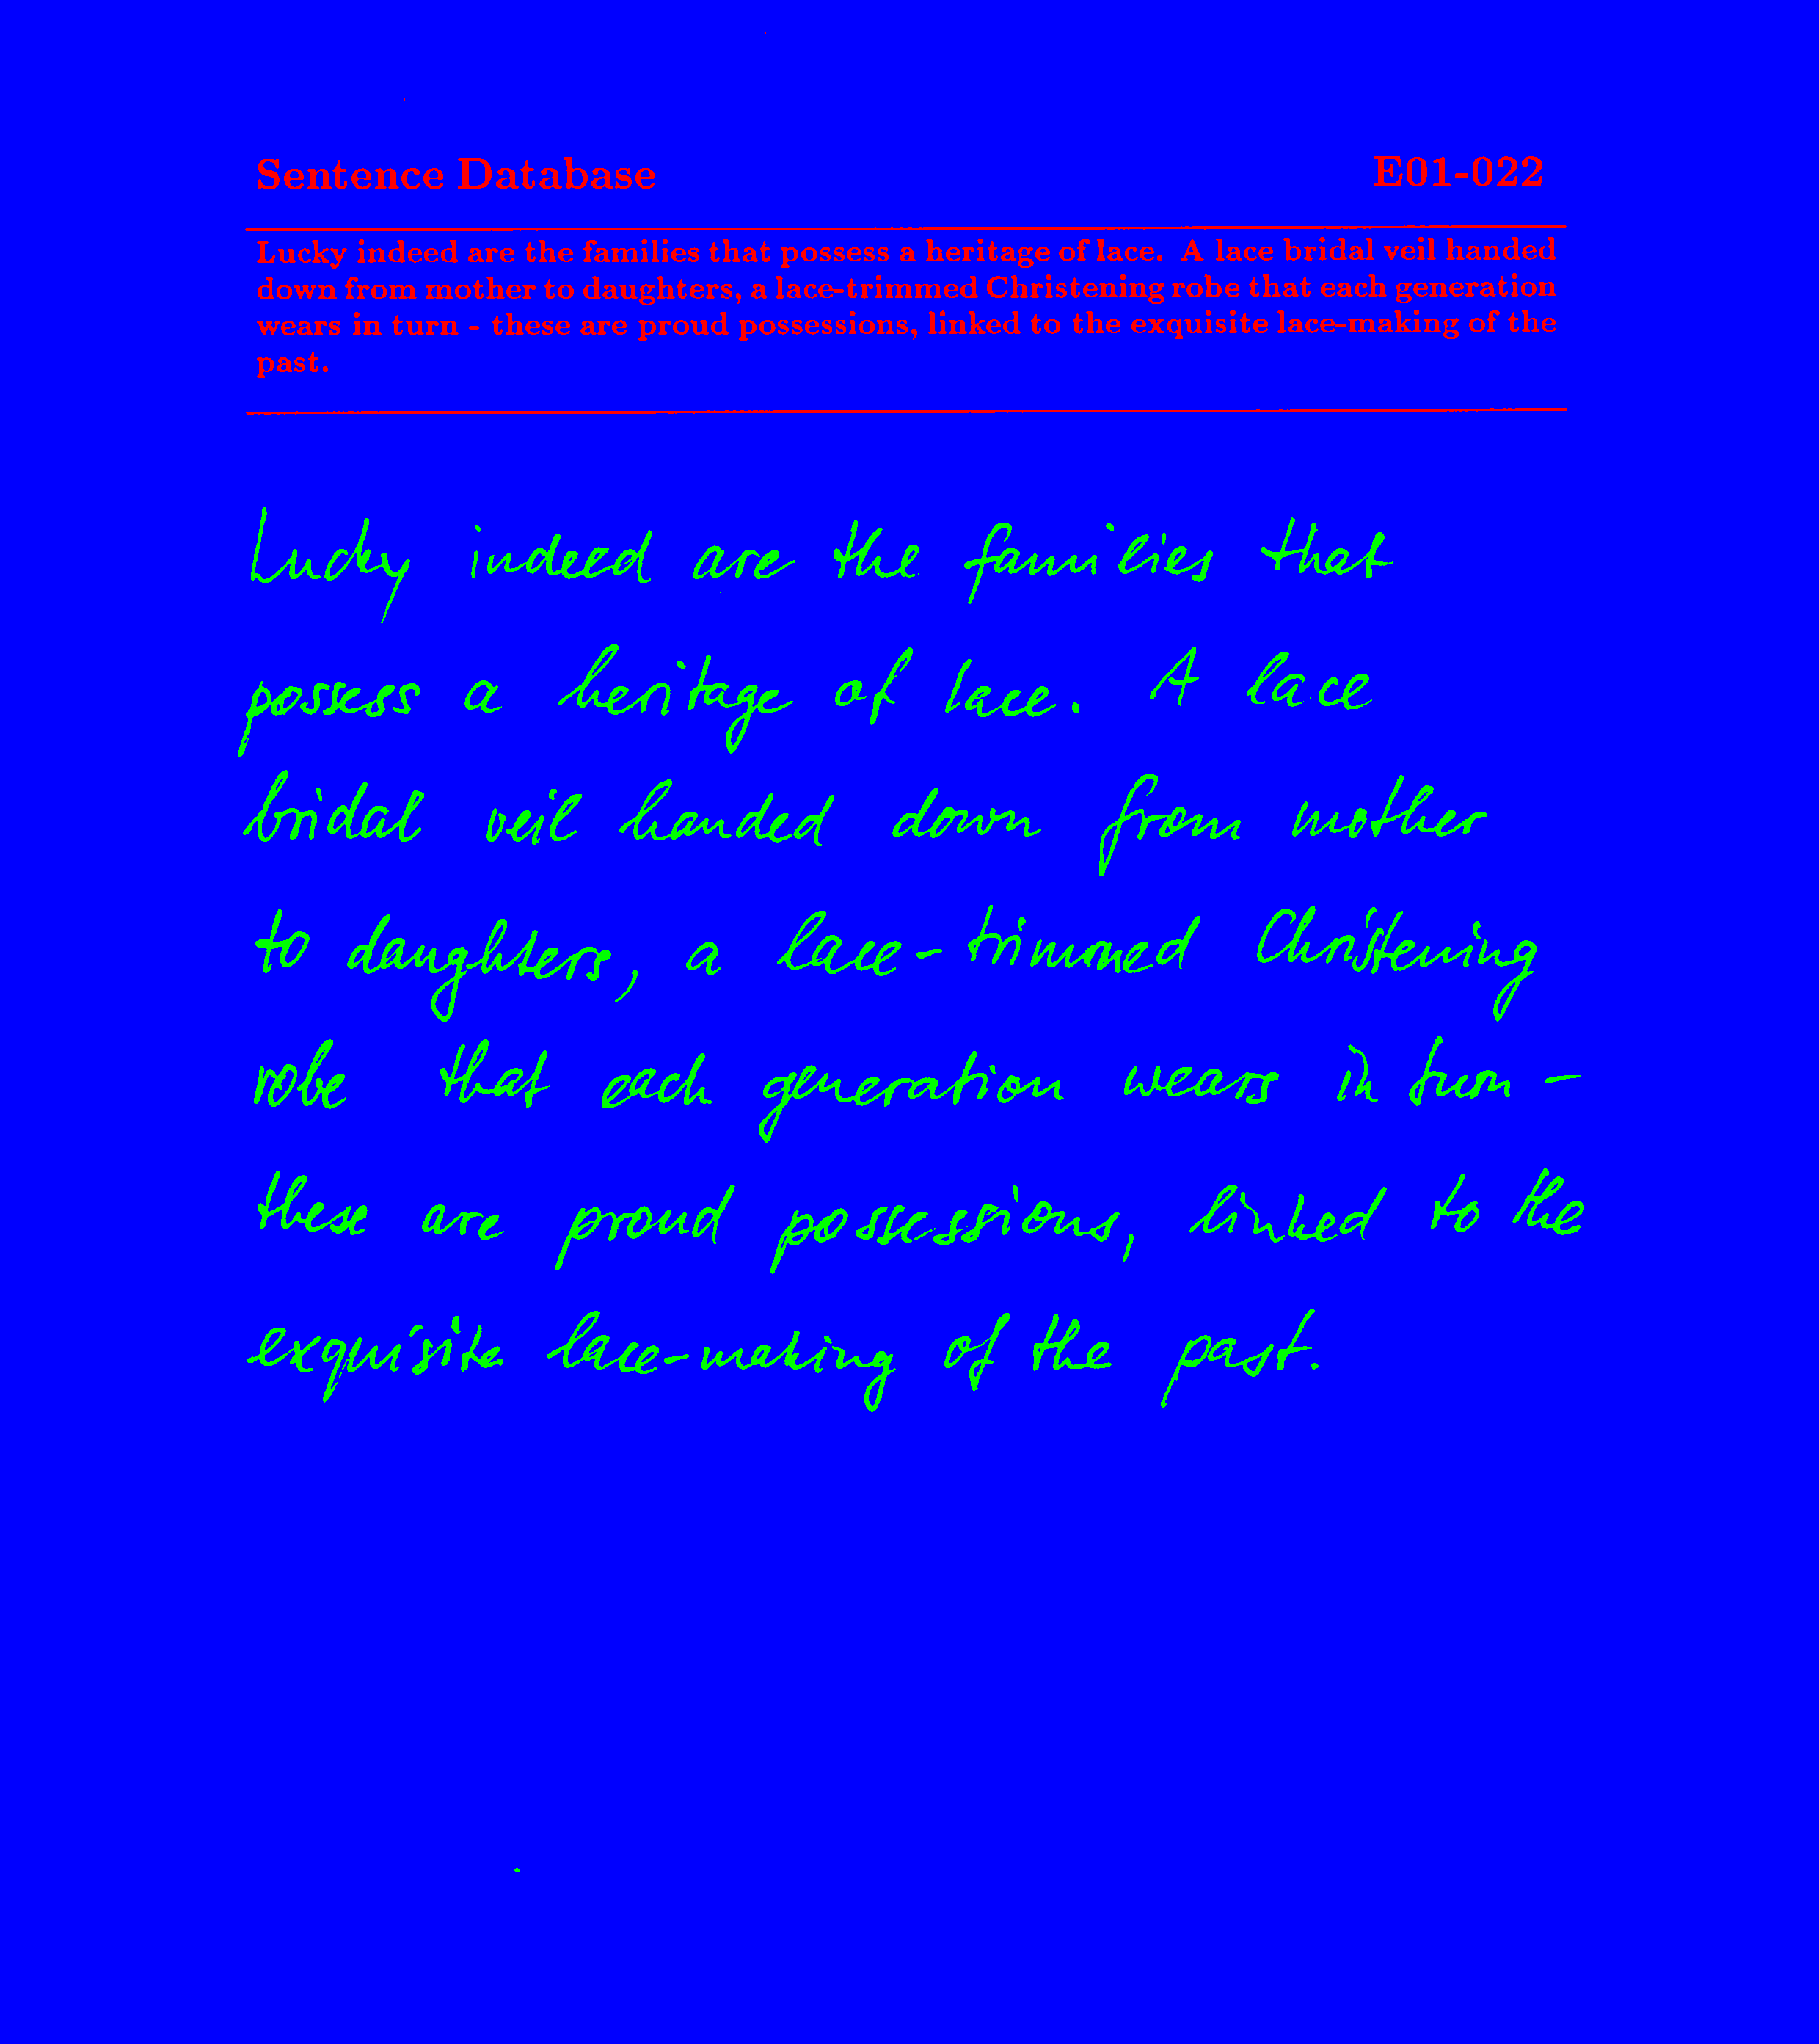 Sentence Database E01-022
Lucky indeed are the families that possess a heritage of lace. A lace bridal veil handed
down from mother to daughters, a lace-trimmed Christening robe that each generation
wears in turn - these are proud possessions, linked to the exquisite lace-making of the
past.
Lucky indeed are the families that
possess a heritage of lace. A lace
bridal veil handed down from mother
to daughters, a lace-trimmed Christening
robe that each generation wears in turn -
these are proud possessions, linked to the
exquisite lace-making of the past.